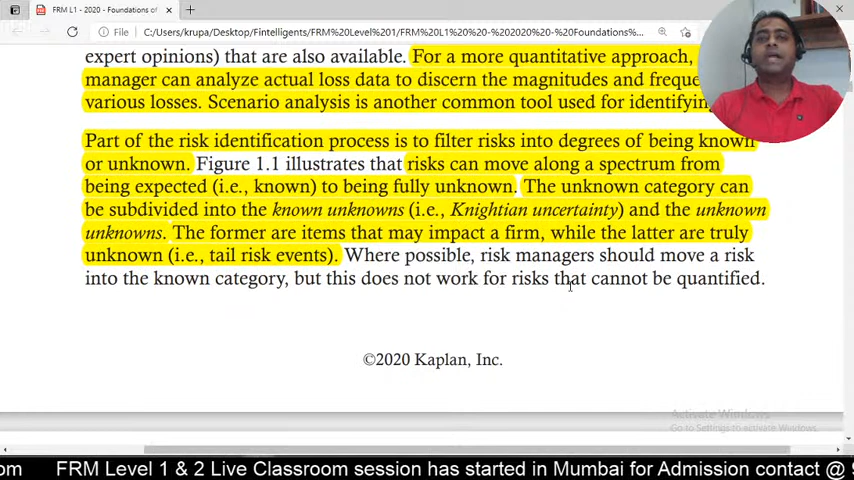 FRM L1 - 2020 - Foundations of
File
C:/Users/krupa/Desktop/Fintelligents/FRM%20Level%201/FRM%20L1%20-%202020%20-%20Foundations%...
expert opinions) that are also available. For a more quantitative approach,
manager can analyze actual loss data to discern the magnitudes and freque
various losses. Scenario analysis is another common tool used for identifying
Part of the risk identification process is to filter risks into degrees of being known
or unknown. Figure 1.1 illustrates that risks can move along a spectrum from
being expected (i.e., known) to being fully unknown. The unknown category can
be subdivided into the known unknowns (i.e., Knightian uncertainty) and the unknown
unknowns. The former are items that may impact a firm, while the latter are truly
unknown (i.e., tail risk events). Where possible, risk managers should move a risk
into the known category, but this does not work for risks that cannot be quantified.
©2020 Kaplan, Inc.
Activate Windows
Go to Settings to activate Windows.
om FRM Level 1 & 2 Live Classroom session has started in Mumbai for Admission contact @ 9